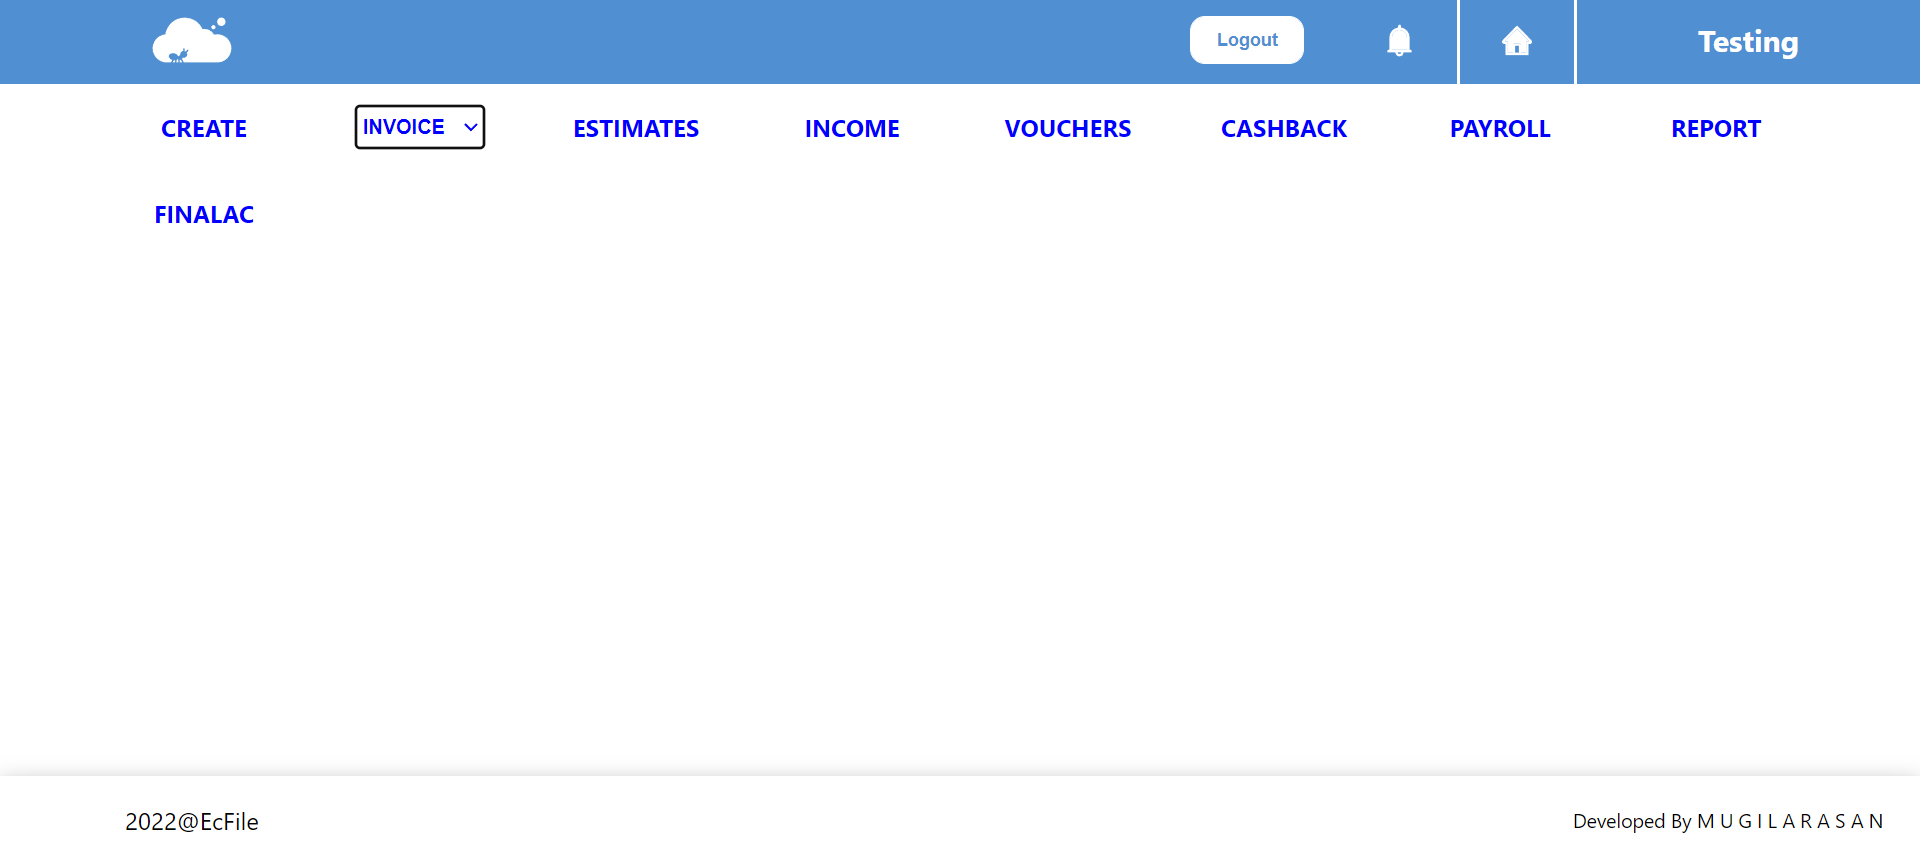 Logout
Testing
CREATE INVOICE ESTIMATES INCOME VOUCHERS CASHBACK PAYROLL REPORT
FINALAC
2022@EcFile
Developed By M U G I L A R A S A N